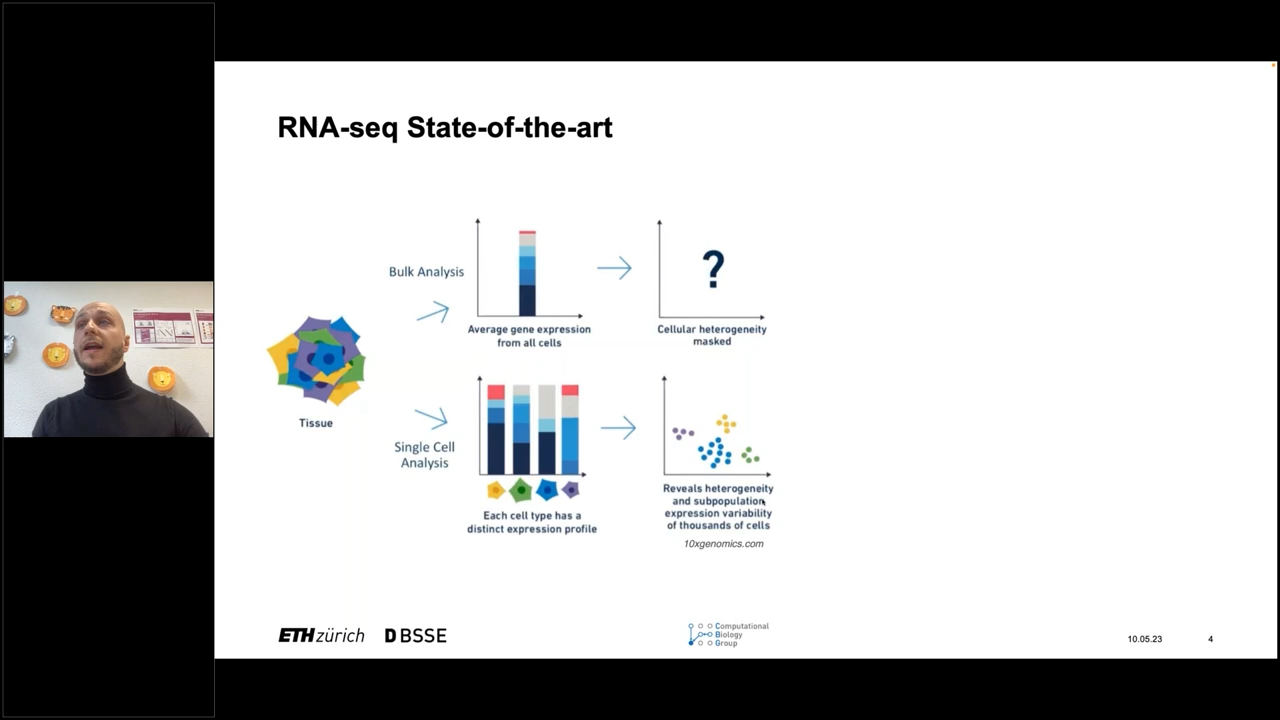 RNA-seq State-of-the-art
Bulk Analysis
Average gene expression
from all cells
?
Cellular heterogeneity
masked
Tissue
Single Cell
Analysis
Each cell type has a
distinct expression profile
Reveals heterogeneity
and subpopulation
expression variability
of thousands of cells
10xgenomics.com
ETH zürich
D BSSE
Computational
Biology
Group
10.05.23
4